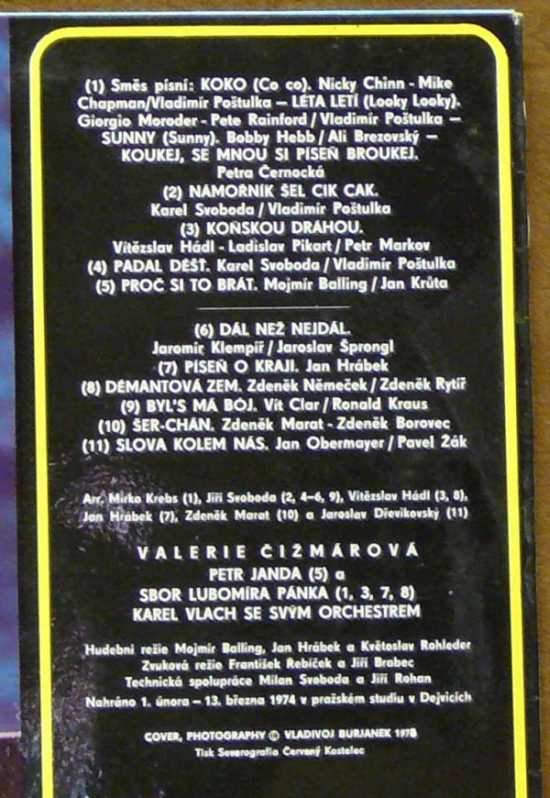 (1) Směs písní: KOKO (Co co). Nicky Chinn - Mike
Chapman/Vladimír Poštulka – LÉTA LETÍ (Looky Looky).
Giorgio Moroder - Pete Rainford / Vladimír Poštulka –
SUNNY (Sunny). Bobby Hebb / Ali Brezovský –
KOUKEJ, SE MNOU SI PÍSEŇ BROUKEJ.
Petra Černocká
(2) NÁMOŘNÍK ŠEL CIK CAK.
Karel Svoboda / Vladimír Poštulka
(3) KOŇSKOU DRÁHOU.
Vítězslav Hádl - Ladislav Pikart / Petr Markov
(4) PADAL DÉŠŤ. Karel Svoboda / Vladimír Poštulka
(5) PROČ SI TO BRÁT. Mojmír Balling / Jan Krůta
(6) DÁL NEŽ NEJDÁL.
Jaromír Klempíř / Jaroslav Šprongl
(7) PÍSEŇ O KRAJI. Jan Hrábek
(8) DÉMANTOVÁ ZEM. Zdeněk Němeček / Zdeněk Rytíř
(9) BYL'S MÁ BÓJ. Vít Clar / Ronald Kraus
(10) ŠER-CHÁN. Zdeněk Marat - Zdeněk Borovec
(11) SLOVA KOLEM NÁS. Jan Obermayer / Pavel Žák
Arr. Mirko Krebs (1), Jiří Svoboda (2, 4–6, 9), Vítězslav Hádl (3, 8),
Jan Hrábek (7), Zdeněk Marat (10) a Jaroslav Dřevikovský (11)
VALERIE ČIŽMÁROVÁ
PETR JANDA (5) a
SBOR LUBOMÍRA PÁNKA (1, 3, 7, 8)
KAREL VLACH SE SVÝM ORCHESTREM
Hudební režie Mojmír Balling, Jan Hrábek a Květoslav Rohleder
Zvuková režie František Řebíček a Jiří Brabec
Technická spolupráce Milan Svoboda a Jiří Rohan
Nahráno 1. února – 13. března 1974 v pražském studiu v Dejvicích
COVER, PHOTOGRAPHY © VLADIVOJ BURJANEK 1978
Tisk Severografia Červený Kostelec